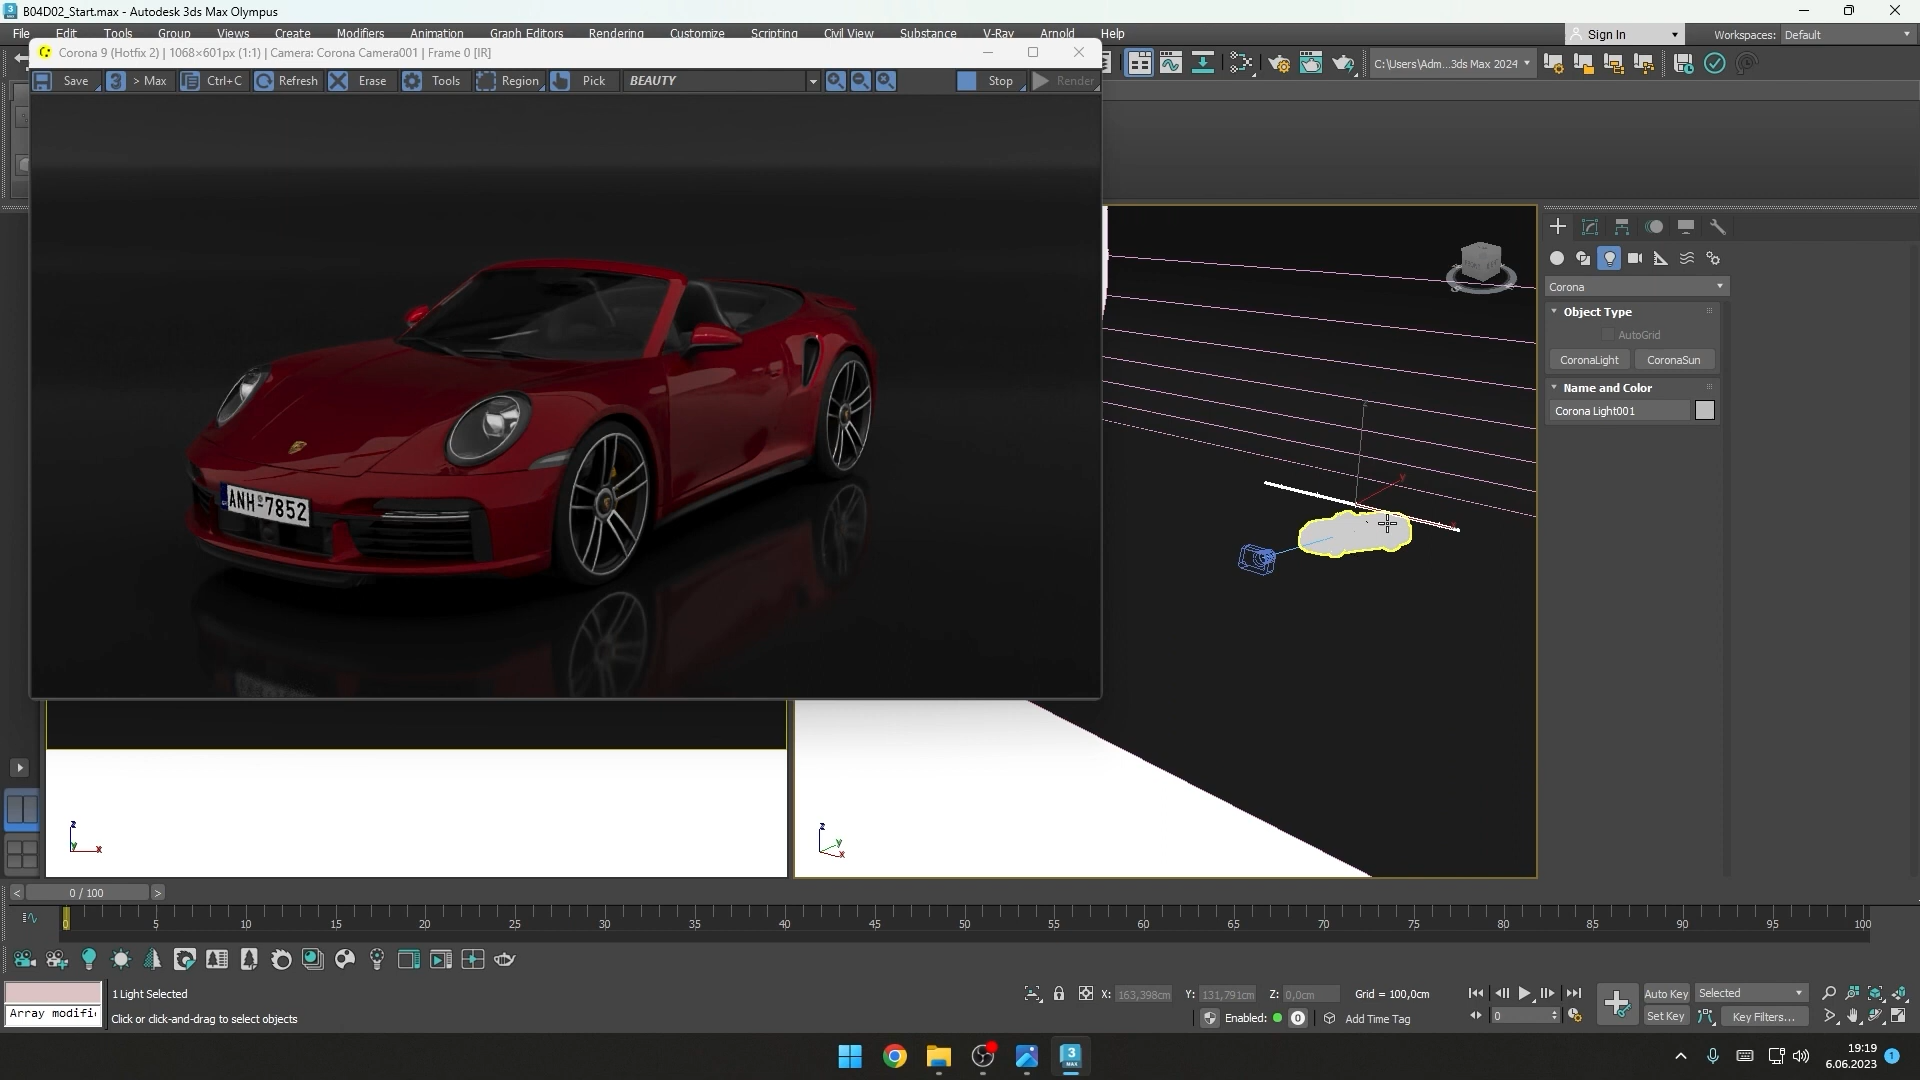 B04D02_Start.max - Autodesk 3ds Max Olympus
File Edit Tools Group Views Create Modifiers Animation Graph Editors Rendering Customize Scripting Civil View Substance V-Ray Arnold Help
Sign In
Workspaces: Default
Corona 9 (Hotfix 2) | 1068×601px (1:1) | Camera: Corona Camera001 | Frame 0 [IR]
Save
3 > Max
Ctrl+C
Refresh
Erase
Tools
Region
Pick
BEAUTY
Stop
Render
C:\Users\Adm...3ds Max 2024
ANH-7852
Corona
Object Type
AutoGrid
CoronaLight
CoronaSun
Name and Color
Corona Light001
z
y
x
z
y
x
< 0 / 100 >
0 5 10 15 20 25 30 35 40 45 50 55 60 65 70 75 80 85 90 95 100
Array modifi
1 Light Selected
Click or click-and-drag to select objects
X: 163,398cm Y: 131,791cm Z: 0,0cm Grid = 100,0cm
Enabled: 0 Add Time Tag
0
Auto Key Selected
Set Key Key Filters...
3
MAX
19:19
6.06.2023
1